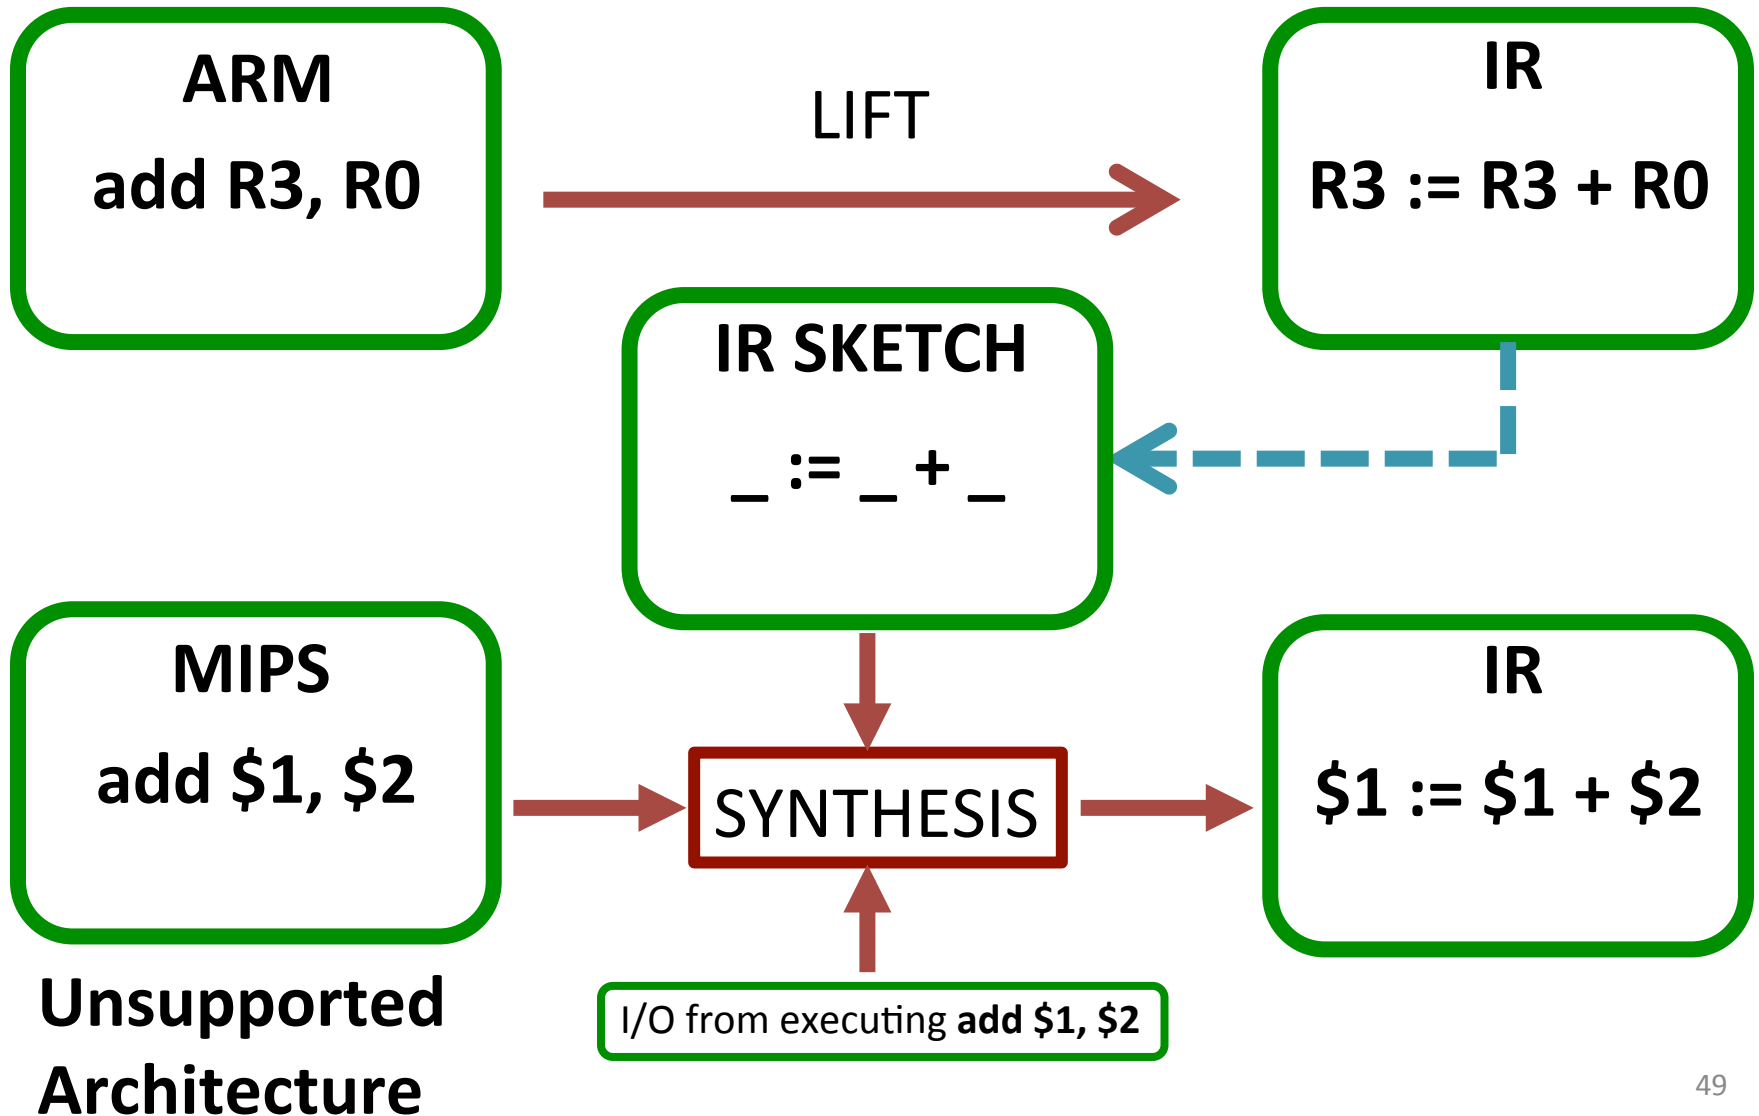 ARM
add R3, R0
LIFT
IR
R3 := R3 + R0
IR SKETCH
_ := _ + _
MIPS
add $1, $2
SYNTHESIS
IR
$1 := $1 + $2
I/O from executing add $1, $2
Unsupported
Architecture
49